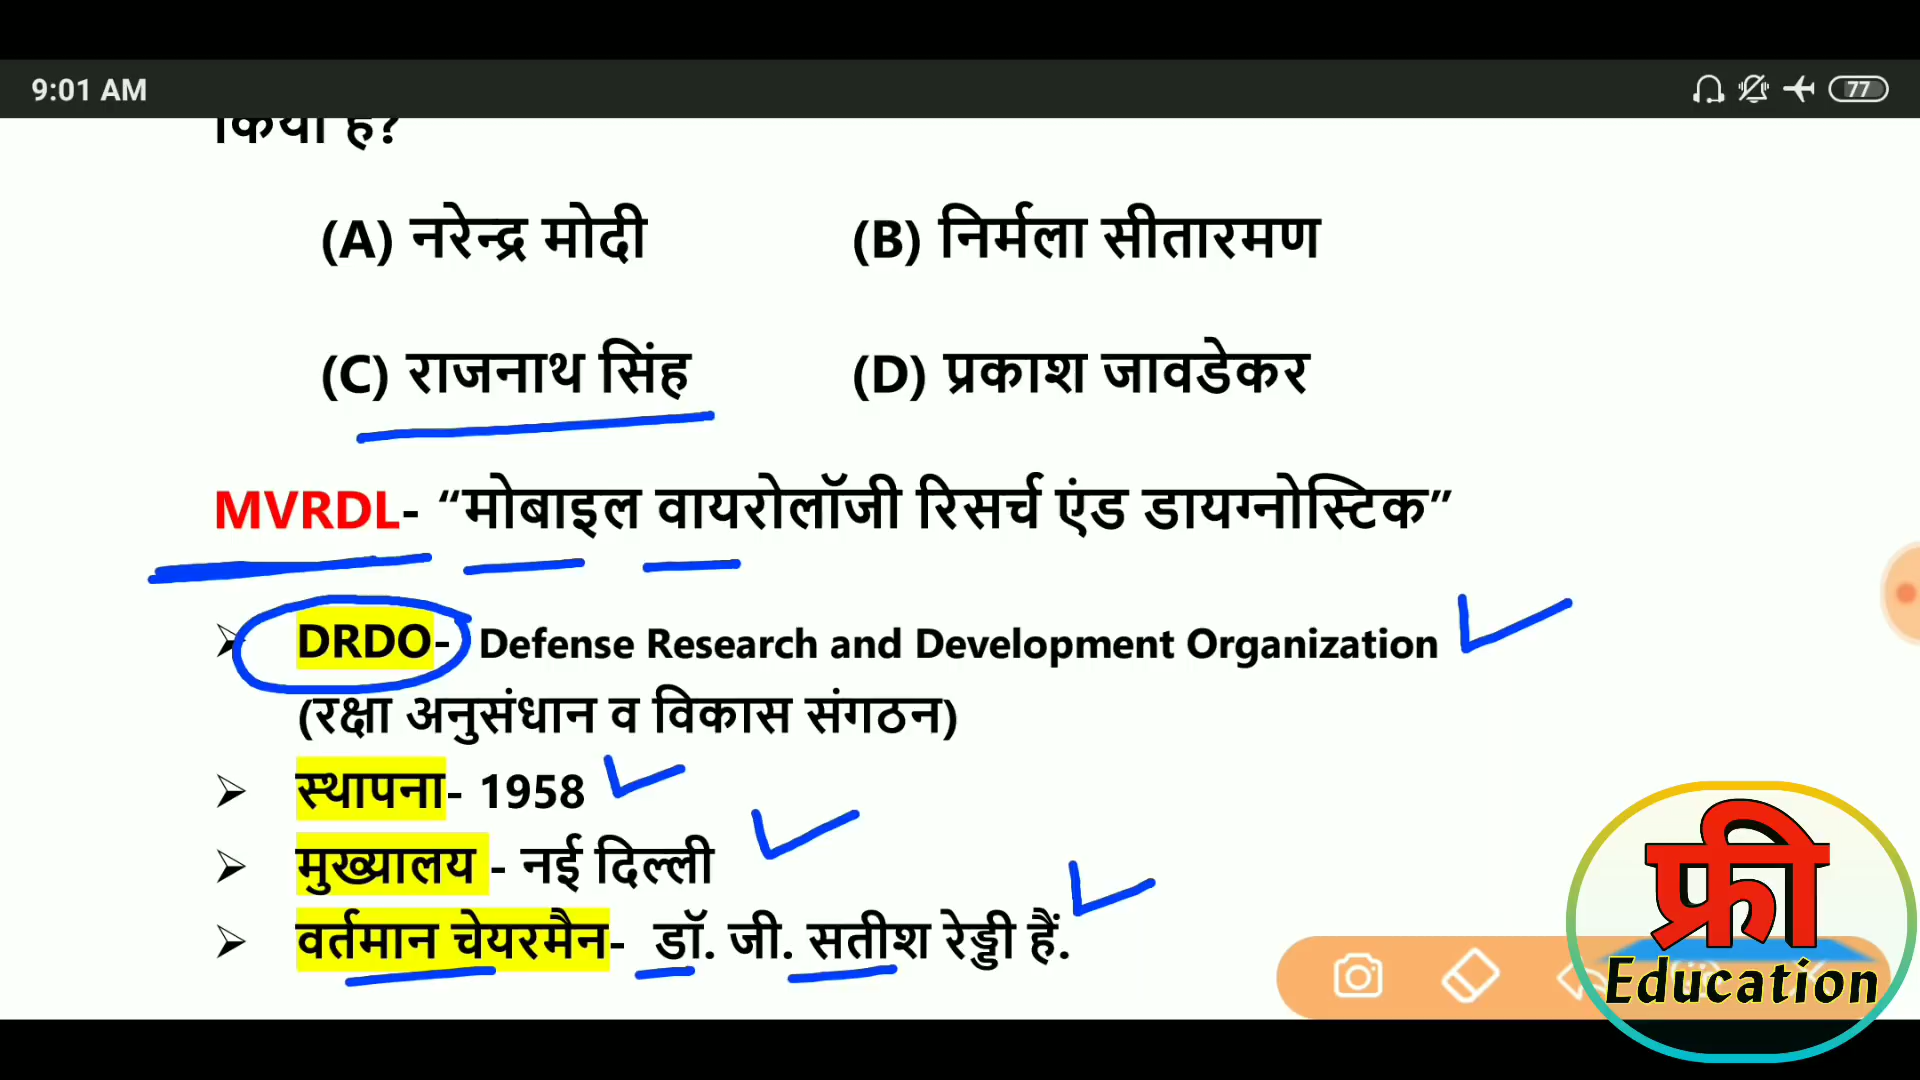 9:01 AM
77
किया है?
(A) नरेन्द्र मोदी (B) निर्मला सीतारमण
(C) राजनाथ सिंह (D) प्रकाश जावडेकर
MVRDL- “मोबाइल वायरोलॉजी रिसर्च एंड डायग्नोस्टिक”
DRDO- Defense Research and Development Organization
(रक्षा अनुसंधान व विकास संगठन)
स्थापना- 1958
मुख्यालय - नई दिल्ली
वर्तमान चेयरमैन- डॉ. जी. सतीश रेड्डी हैं.
फ्री
Education